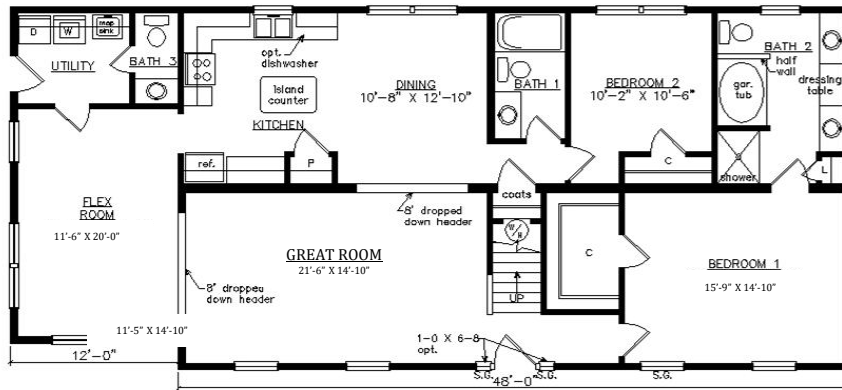 D
W
mop
sink
UTILITY
BATH 3
opt.
dishwasher
Island
counter
KITCHEN
DINING
10'-8" X 12'-10"
ref.
P
BATH 1
BEDROOM 2
10'-2" X 10'-6"
C
BATH 2
half
wall
gar.
tub
dressing
table
shower
L
coats
FLEX
ROOM
11'-6" X 20'-0"
8' dropped
down header
GREAT ROOM
21'-6" X 14'-10"
8' dropped
down header
W/H
UP
C
BEDROOM 1
15'-9" X 14'-10"
11'-5" X 14'-10"
1-0 X 6-8
opt.
12'-0"
48'-0"
S.G.
S.G.
S.G.